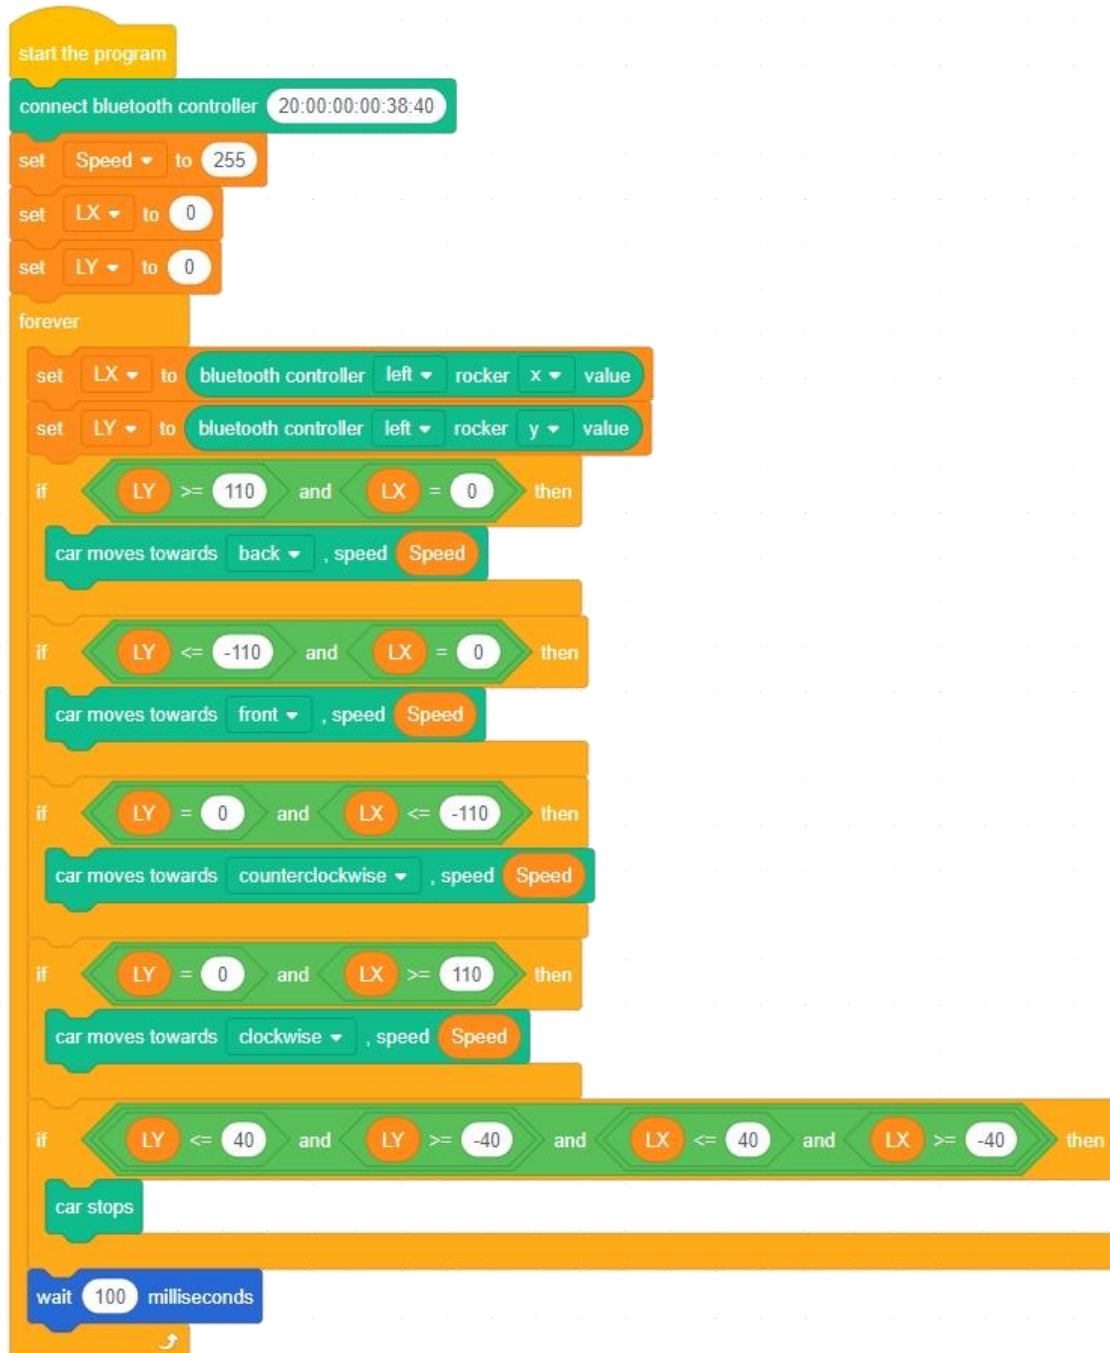 start the program
connect bluetooth controller 20:00:00:00:38:40
set Speed to 255
set LX to 0
set LY to 0
forever
set LX to bluetooth controller left rocker x value
set LY to bluetooth controller left rocker y value
if LY >= 110 and LX = 0 then
car moves towards back , speed Speed
if LY <= -110 and LX = 0 then
car moves towards front , speed Speed
if LY = 0 and LX <= -110 then
car moves towards counterclockwise , speed Speed
if LY = 0 and LX >= 110 then
car moves towards clockwise , speed Speed
if LY <= 40 and LY >= -40 and LX <= 40 and LX >= -40 then
car stops
wait 100 milliseconds